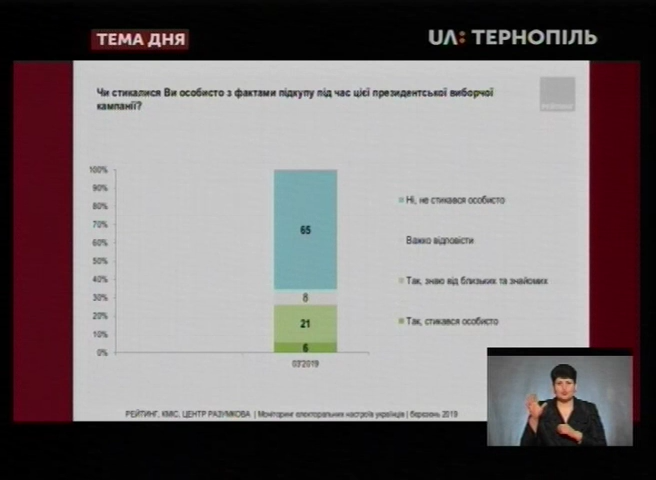 ТЕМА ДНЯ
UA: ТЕРНОПІЛЬ
Чи стикалися Ви особисто з фактами підкупу під час цієї президентської виборчої
кампанії?
РЕЙТИНГ
100%
90%
80%
70%
60%
50%
40%
30%
20%
10%
0%
65
8
21
6
03'2019
Ні, не стикався особисто
Важко відповісти
Так, знаю від близьких та знайомих
Так, стикався особисто
РЕЙТИНГ, КМІС, ЦЕНТР РАЗУМКОВА | Моніторинг електоральних настроїв українців | березень 2019